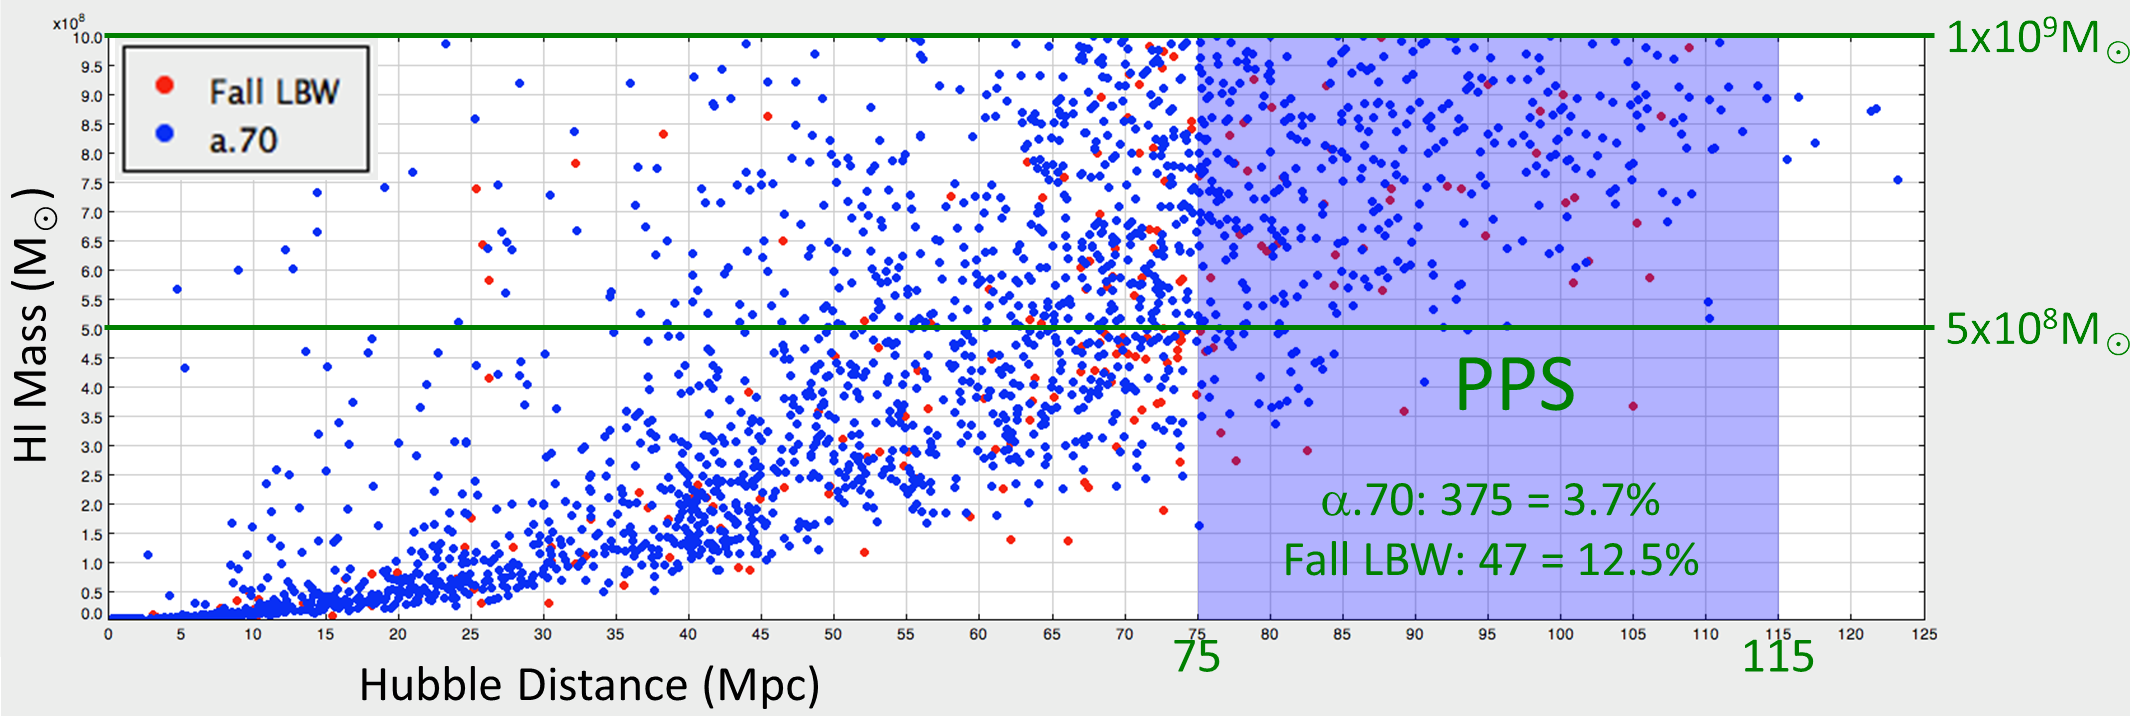 x10⁸
10.0
9.5
9.0
8.5
8.0
7.5
7.0
6.5
6.0
5.5
5.0
4.5
4.0
3.5
3.0
2.5
2.0
1.5
1.0
0.5
0.0
HI Mass (M☉)
Fall LBW
a.70
1x10⁹M☉
5x10⁸M☉
PPS
α.70: 375 = 3.7%
Fall LBW: 47 = 12.5%
0 5 10 15 20 25 30 35 40 45 50 55 60 65 70 75 80 85 90 95 100 105 110 115 120 125
75 115
Hubble Distance (Mpc)